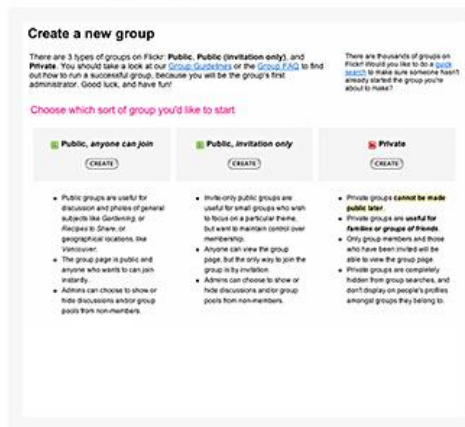 Create a new group
There are 3 types of groups on Flickr: Public, Public (invitation only), and
Private. You should take a look at our Group Guidelines or the Group FAQ to find
out how to run a successful group, because you will be the group's first
administrator. Good luck, and have fun!
There are thousands of groups on
Flickr! Would you like to do a quick
search to make sure someone hasn't
already started the group you're
about to make?
Choose which sort of group you'd like to start
Public, anyone can join
CREATE
Public groups are useful for
discussion and photos of general
subjects like Gardening, or
Recipes to Share, or
geographical locations, like
Vancouver.
The group page is public and
anyone who wants to can join
instantly.
Admins can choose to show or
hide discussions and/or group
pools from non-members.
Public, invitation only
CREATE
Invite-only public groups are
useful for small groups who wish
to focus on a particular theme,
but want to maintain control over
membership.
Anyone can view the group
page, but the only way to join the
group is by invitation.
Admins can choose to show or
hide discussions and/or group
pools from non-members.
Private
CREATE
Private groups cannot be made
public later.
Private groups are useful for
families or groups of friends.
Only group members and those
who have been invited will be
able to view the group page.
Private groups are completely
hidden from group searches, and
don't display on people's profiles
amongst groups they belong to.